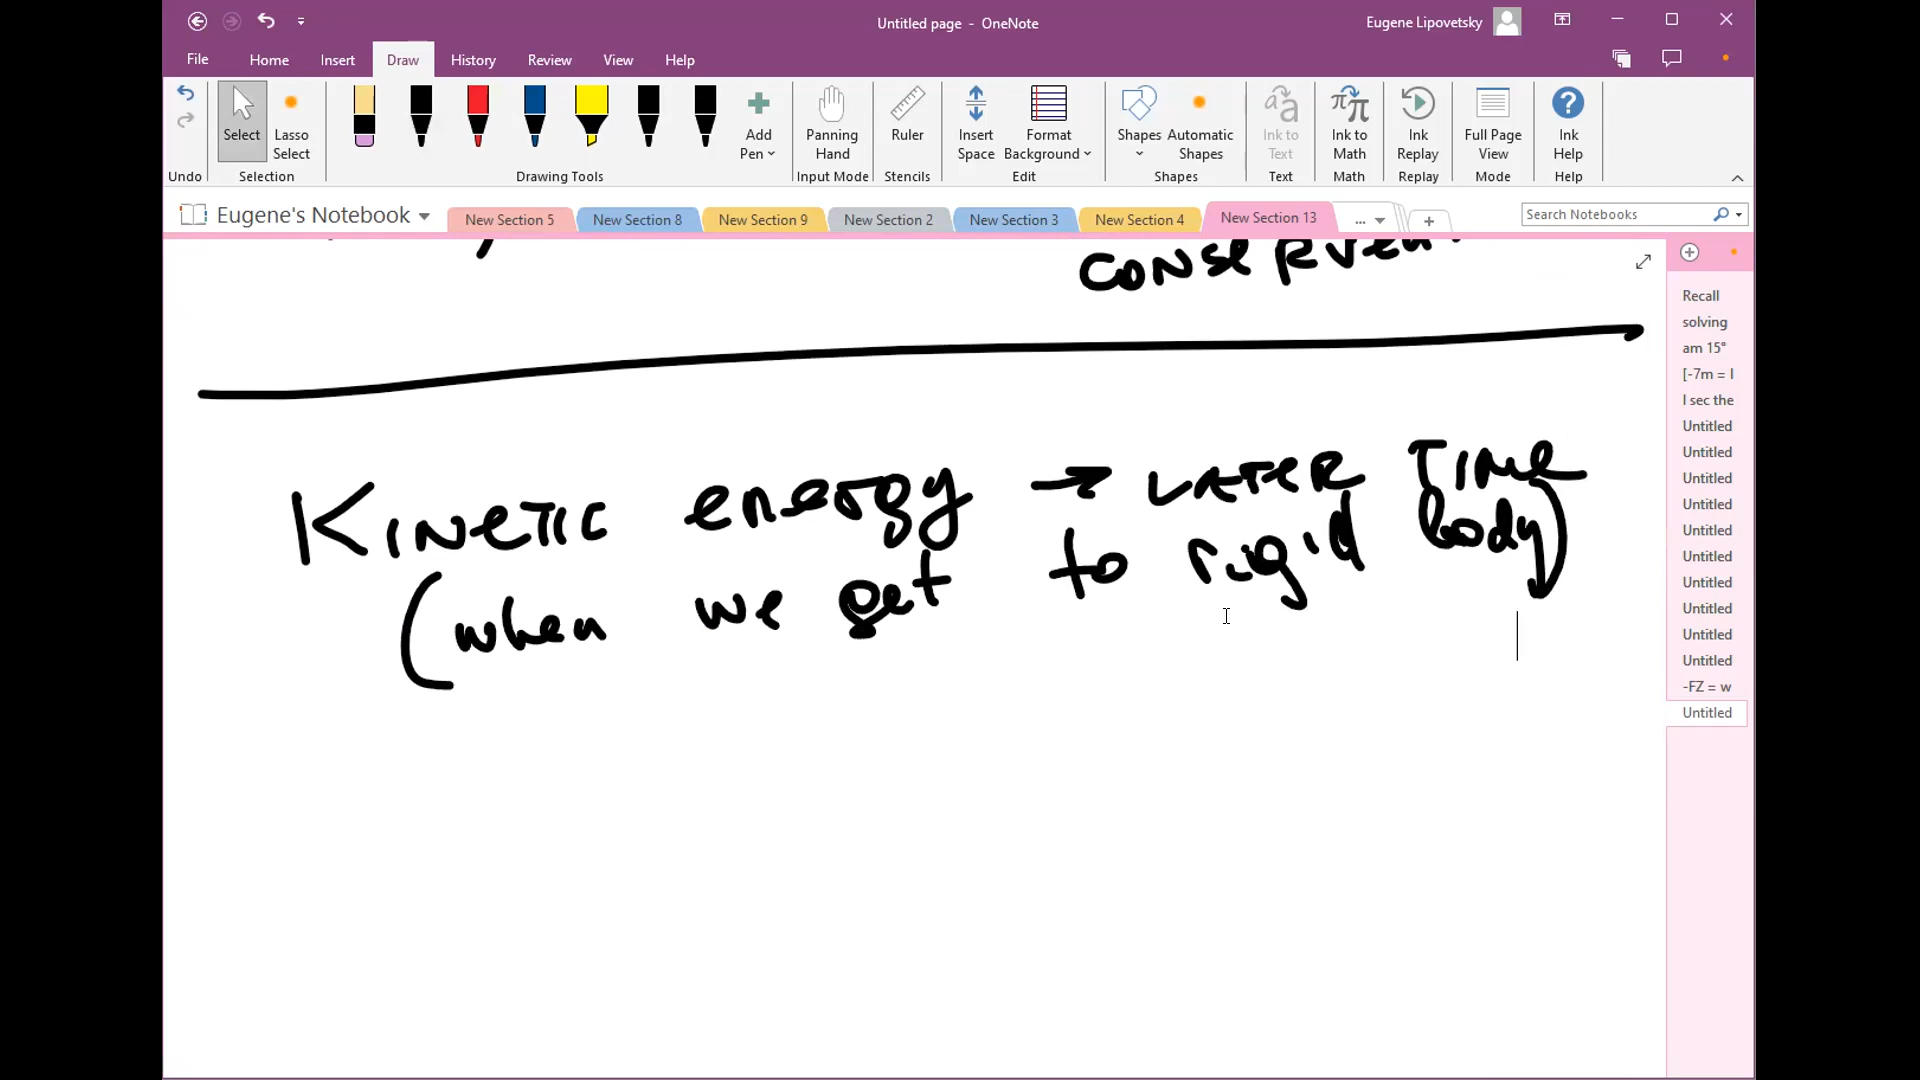 Untitled page - OneNote
Eugene Lipovetsky
File Home Insert Draw History Review View Help
Select
Lasso Select
Add Pen
Panning Hand
Ruler
Insert Space
Format Background
Shapes
Automatic Shapes
Ink to Text
Ink to Math
Ink Replay
Full Page View
Ink Help
Undo Selection Drawing Tools Input Mode Stencils Edit Shapes Text Math Replay Mode Help
Eugene's Notebook New Section 5 New Section 8 New Section 9 New Section 2 New Section 3 New Section 4 New Section 13 ... Search Notebooks
conserved
Kinetic energy → LATER Time
(when we get to rigid body)
Recall
solving
am 15°
[-7m = I
I sec the
Untitled
Untitled
Untitled
Untitled
Untitled
Untitled
Untitled
Untitled
Untitled
Untitled
-FZ = w
Untitled